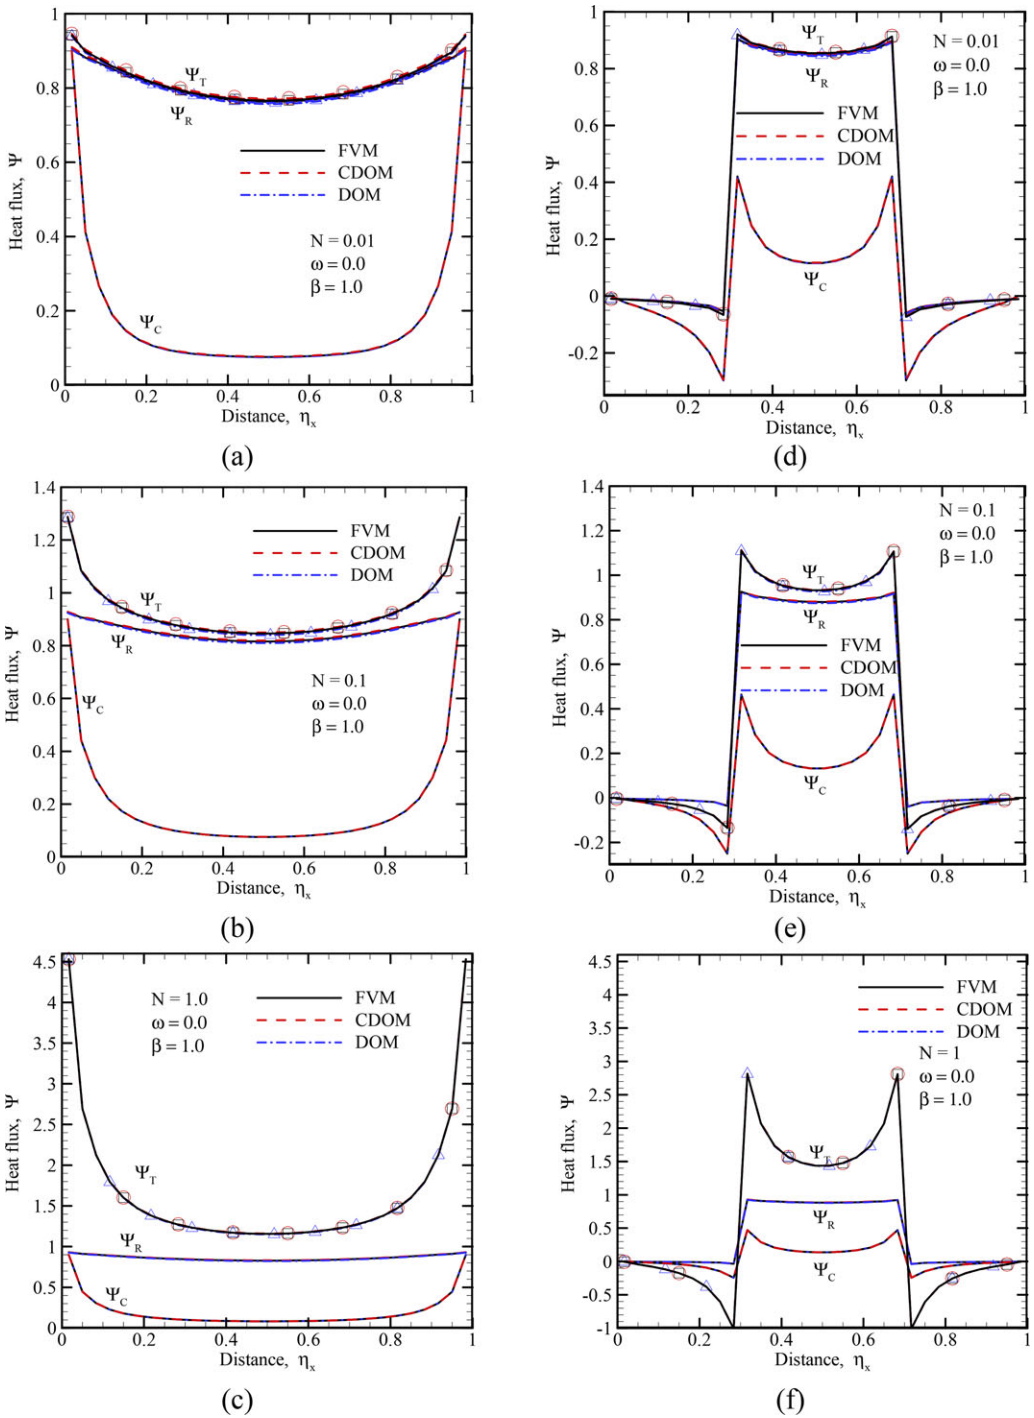 1
0.8
0.6
0.4
0.2
0
Heat flux, Ψ
Ψ_T
Ψ_R
FVM
CDOM
DOM
N = 0.01
ω = 0.0
β = 1.0
Ψ_C
0.2 0.4 0.6 0.8 1
Distance, η_x
(a)
1
0.8
0.6
0.4
0.2
0
-0.2
Heat flux, Ψ
N = 0.01
ω = 0.0
β = 1.0
Ψ_T
Ψ_R
FVM
CDOM
DOM
Ψ_C
0 0.2 0.4 0.6 0.8 1
Distance, η_x
(d)
1.4
1.2
1
0.8
0.6
0.4
0.2
0
Heat flux, Ψ
FVM
CDOM
DOM
Ψ_T
Ψ_R
Ψ_C
N = 0.1
ω = 0.0
β = 1.0
0 0.2 0.4 0.6 0.8 1
Distance, η_x
(b)
1.4
1.2
1
0.8
0.6
0.4
0.2
0
-0.2
Heat flux, Ψ
N = 0.1
ω = 0.0
β = 1.0
Ψ_T
Ψ_R
FVM
CDOM
DOM
Ψ_C
0 0.2 0.4 0.6 0.8 1
Distance, η_x
(e)
4.5
4
3.5
3
2.5
2
1.5
1
0.5
0
Heat flux, Ψ
N = 1.0
ω = 0.0
β = 1.0
FVM
CDOM
DOM
Ψ_T
Ψ_R
Ψ_C
0 0.2 0.4 0.6 0.8 1
Distance, η_x
(c)
4.5
4
3.5
3
2.5
2
1.5
1
0.5
0
-0.5
-1
Heat flux, Ψ
FVM
CDOM
DOM
N = 1
ω = 0.0
β = 1.0
Ψ_T
Ψ_R
Ψ_C
0 0.2 0.4 0.6 0.8 1
Distance, η_x
(f)